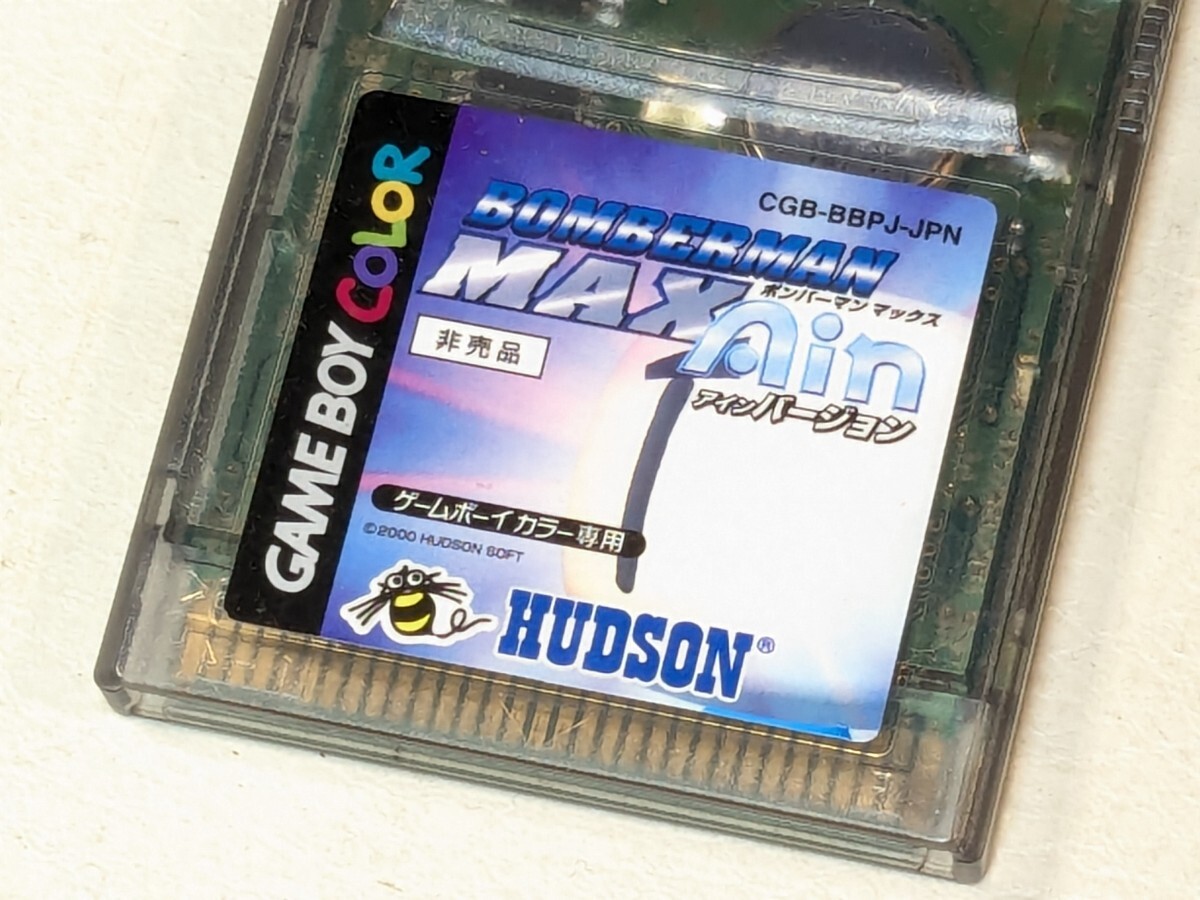 GAME BOY COLOR
CGB-BBPJ-JPN
BOMBERMAN
MAX
ボンバーマン マックス
Ain
アインバージョン
非売品
ゲームボーイ カラー専用
©2000 HUDSON SOFT
HUDSON®